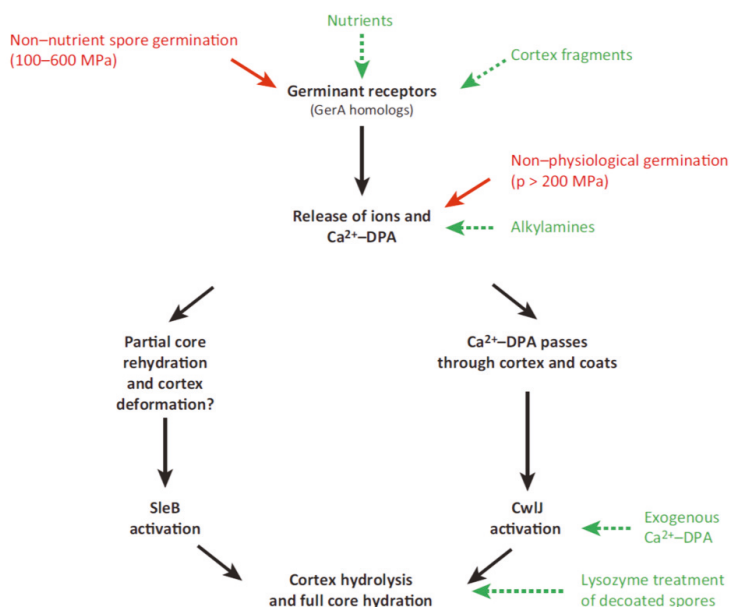 Nutrients
Non–nutrient spore germination
(100–600 MPa)
Cortex fragments
Germinant receptors
(GerA homologs)
Non–physiological germination
(p > 200 MPa)
Release of ions and
Ca²⁺–DPA
Alkylamines
Partial core
rehydration
and cortex
deformation?
Ca²⁺–DPA passes
through cortex and coats
SleB
activation
CwlJ
activation
Exogenous
Ca²⁺–DPA
Cortex hydrolysis
and full core hydration
Lysozyme treatment
of decoated spores